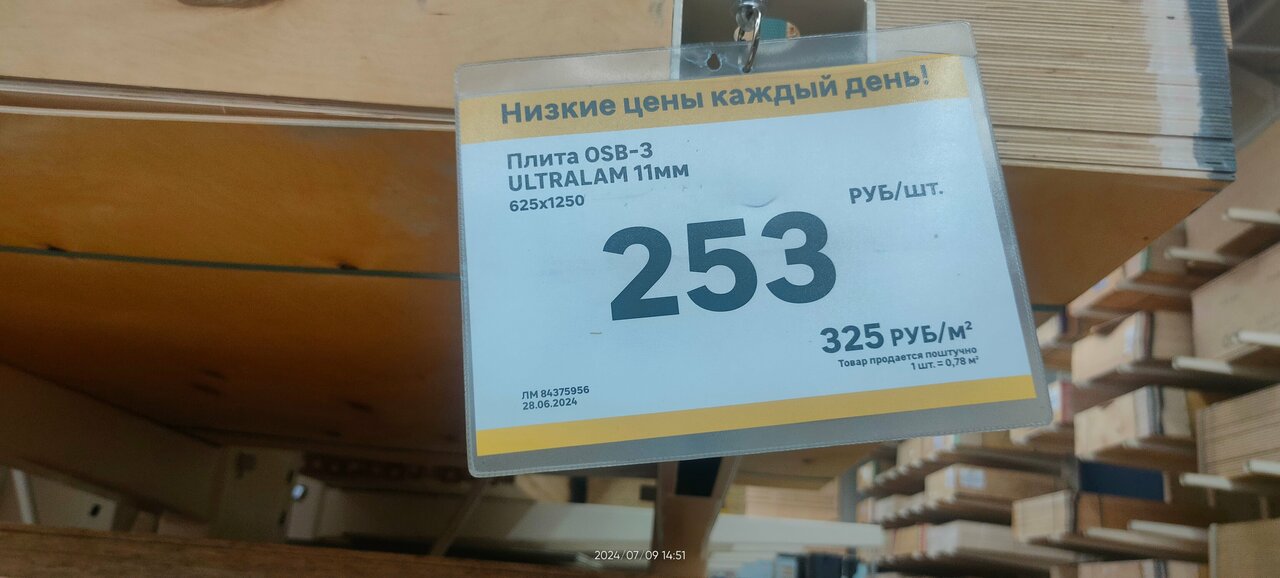 Низкие цены каждый день!
Плита OSB-3
ULTRALAM 11мм
625x1250
РУБ/шт.
253
325 РУБ/м²
Товар продается поштучно
1 шт. = 0,78 м²
ЛМ 84375956
28.06.2024
2024/07/09 14:51